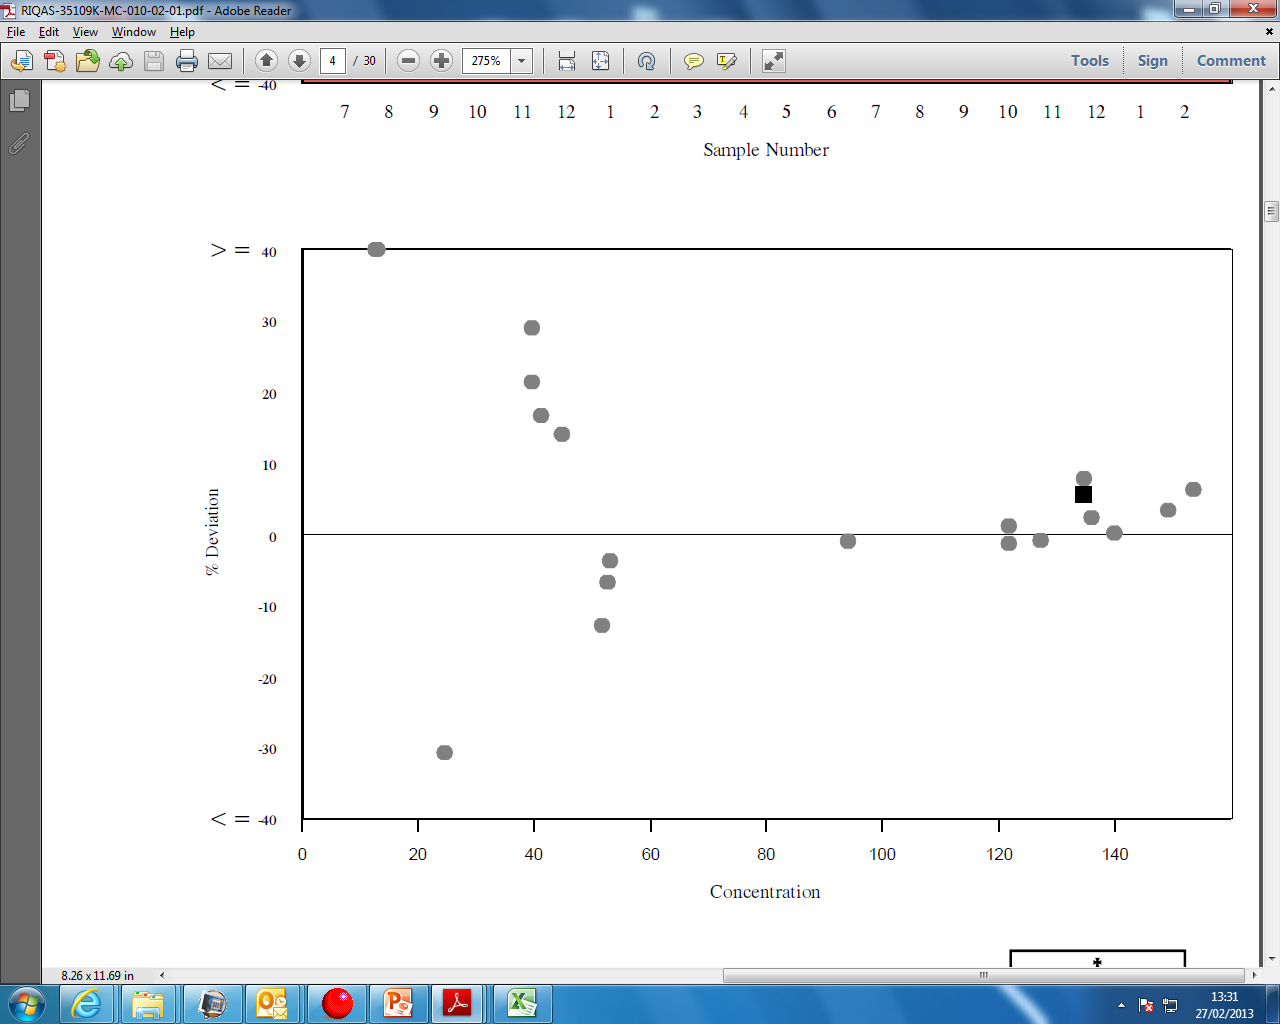 RIQAS-35109K-MC-010-02-01.pdf - Adobe Reader
File Edit View Window Help
4 / 30 275% Tools Sign Comment
< = -40
7 8 9 10 11 12 1 2 3 4 5 6 7 8 9 10 11 12 1 2
Sample Number
> = 40
30
20
10
0
-10
-20
-30
< = -40
% Deviation
0 20 40 60 80 100 120 140
Concentration
8.26 x 11.69 in
13:31
27/02/2013